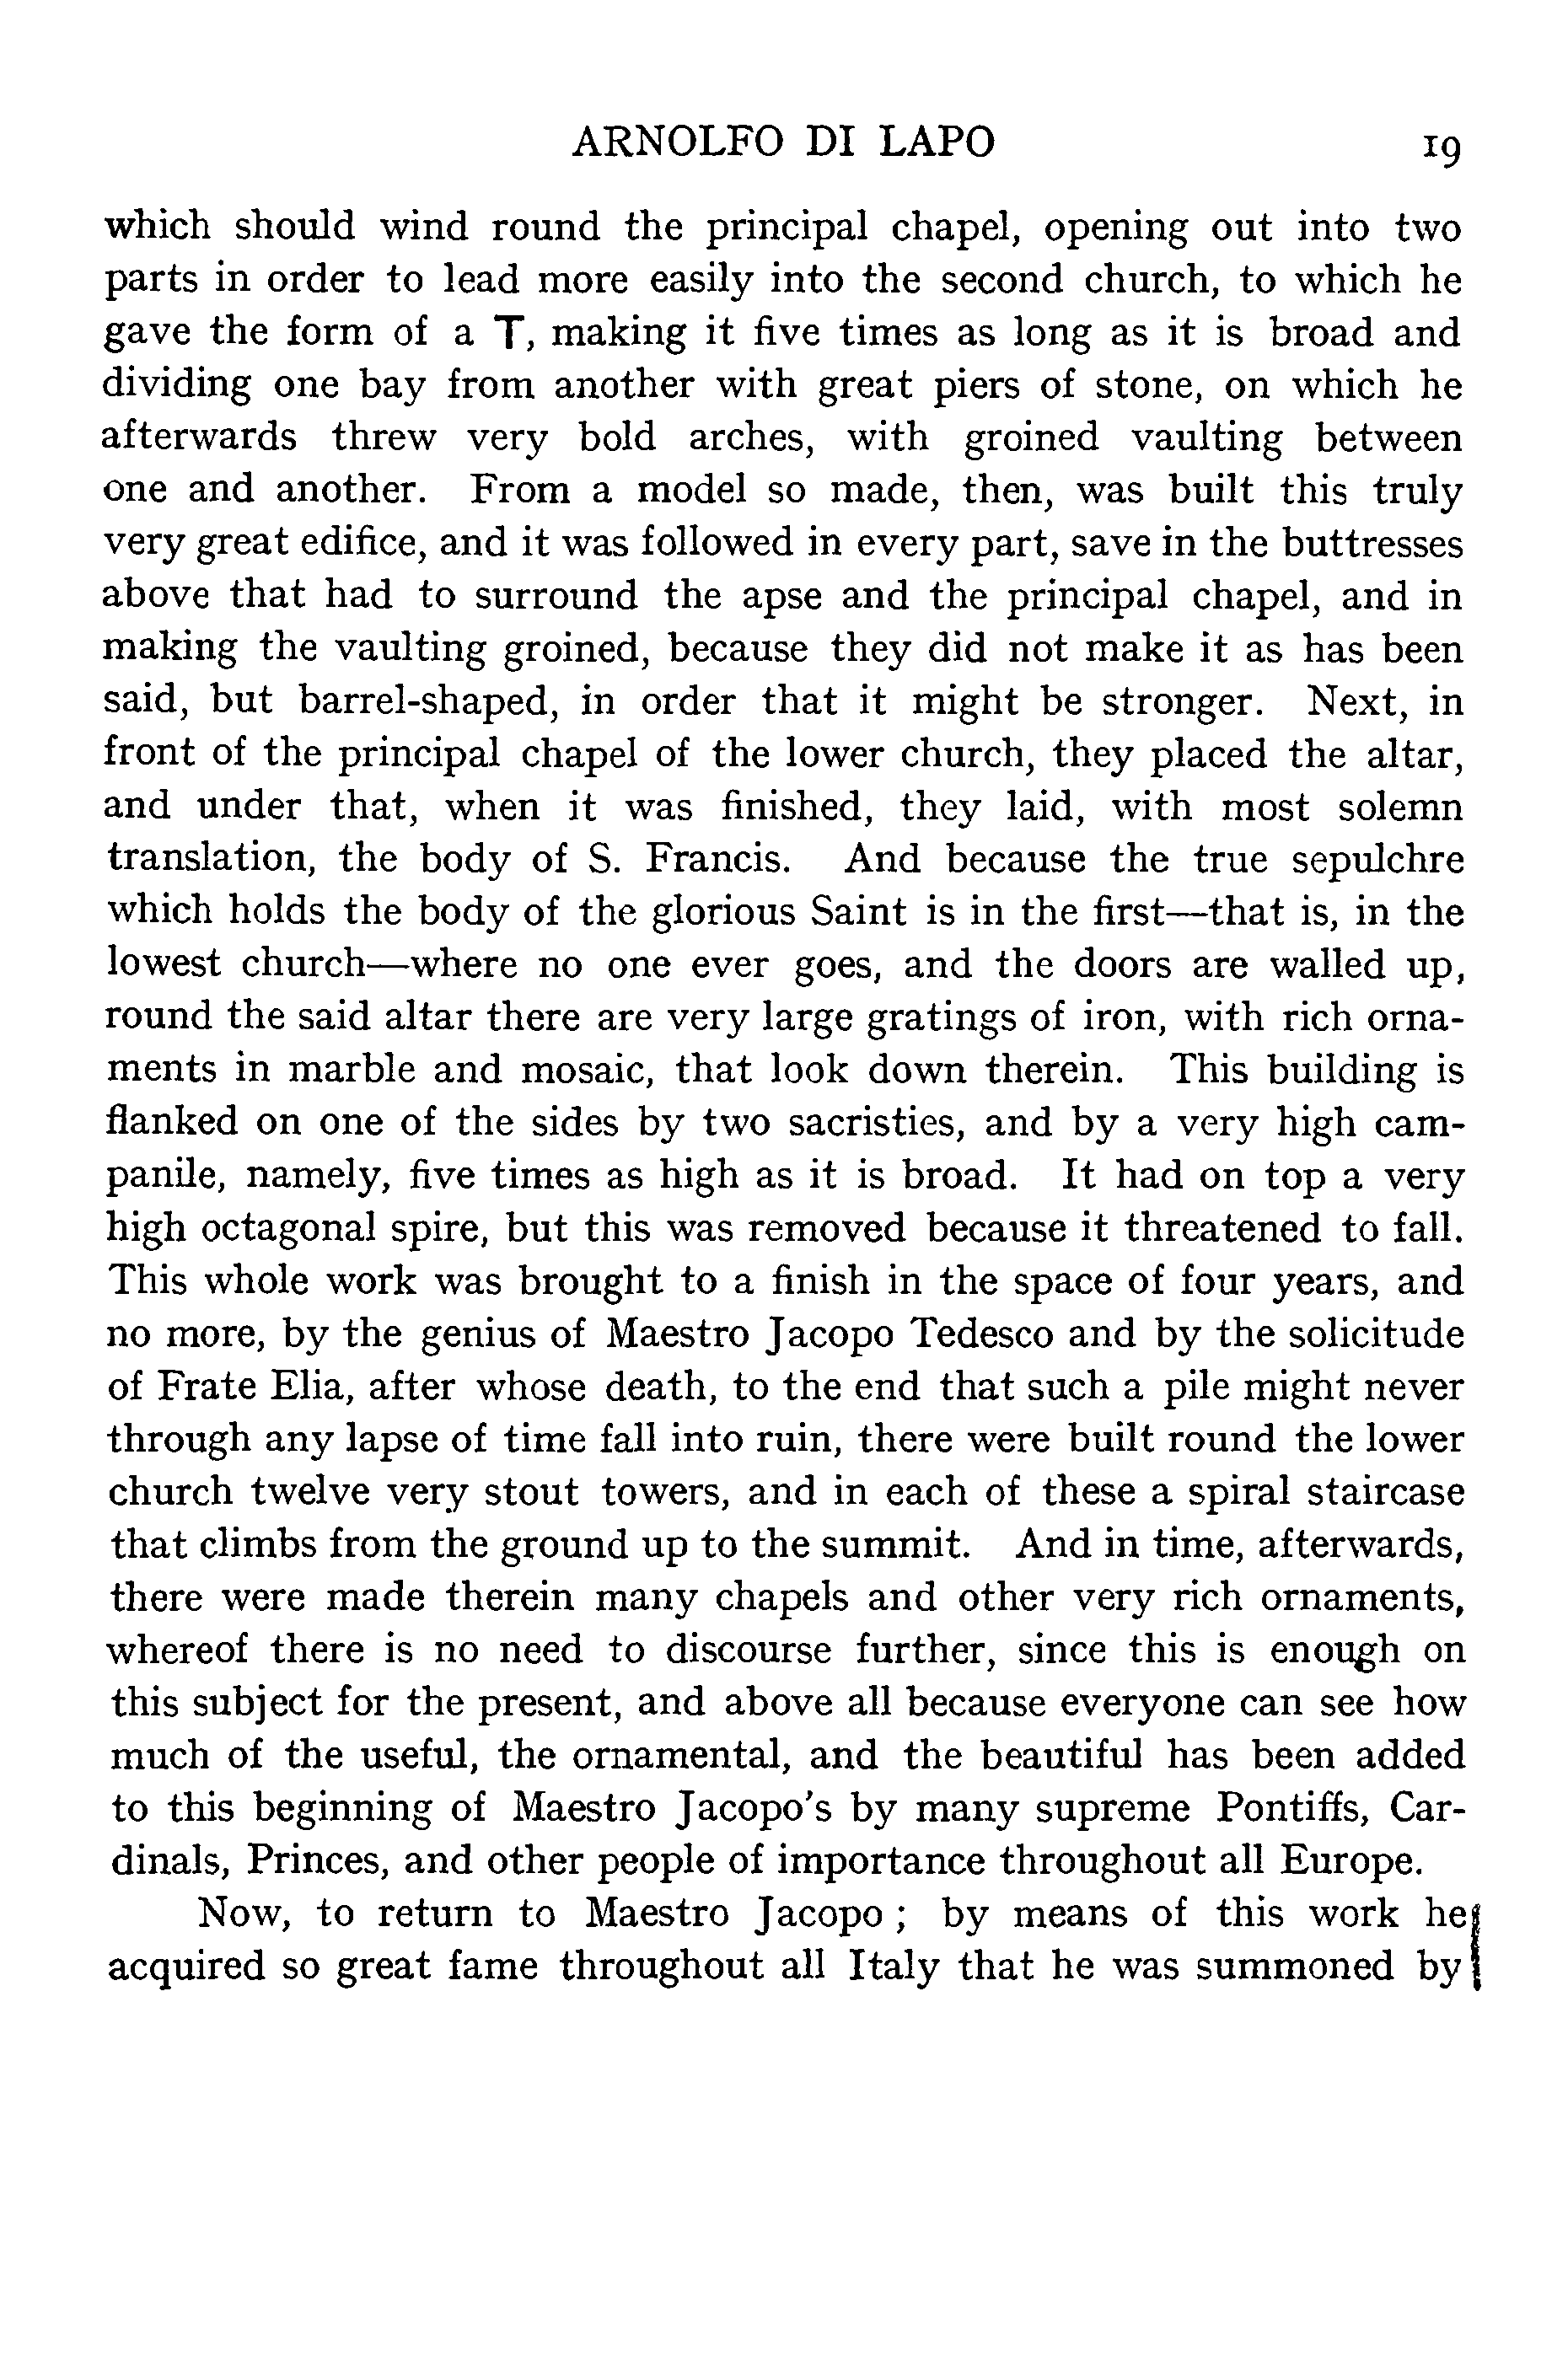 ARNOLFO DI LAPO 19
which should wind round the principal chapel, opening out into two
parts in order to lead more easily into the second church, to which he
gave the form of a T, making it five times as long as it is broad and
dividing one bay from another with great piers of stone, on which he
afterwards threw very bold arches, with groined vaulting between
one and another. From a model so made, then, was built this truly
very great edifice, and it was followed in every part, save in the buttresses
above that had to surround the apse and the principal chapel, and in
making the vaulting groined, because they did not make it as has been
said, but barrel-shaped, in order that it might be stronger. Next, in
front of the principal chapel of the lower church, they placed the altar,
and under that, when it was finished, they laid, with most solemn
translation, the body of S. Francis. And because the true sepulchre
which holds the body of the glorious Saint is in the first—that is, in the
lowest church—where no one ever goes, and the doors are walled up,
round the said altar there are very large gratings of iron, with rich orna-
ments in marble and mosaic, that look down therein. This building is
flanked on one of the sides by two sacristies, and by a very high cam-
panile, namely, five times as high as it is broad. It had on top a very
high octagonal spire, but this was removed because it threatened to fall.
This whole work was brought to a finish in the space of four years, and
no more, by the genius of Maestro Jacopo Tedesco and by the solicitude
of Frate Elia, after whose death, to the end that such a pile might never
through any lapse of time fall into ruin, there were built round the lower
church twelve very stout towers, and in each of these a spiral staircase
that climbs from the ground up to the summit. And in time, afterwards,
there were made therein many chapels and other very rich ornaments,
whereof there is no need to discourse further, since this is enough on
this subject for the present, and above all because everyone can see how
much of the useful, the ornamental, and the beautiful has been added
to this beginning of Maestro Jacopo's by many supreme Pontiffs, Car-
dinals, Princes, and other people of importance throughout all Europe.
Now, to return to Maestro Jacopo ; by means of this work he
acquired so great fame throughout all Italy that he was summoned by